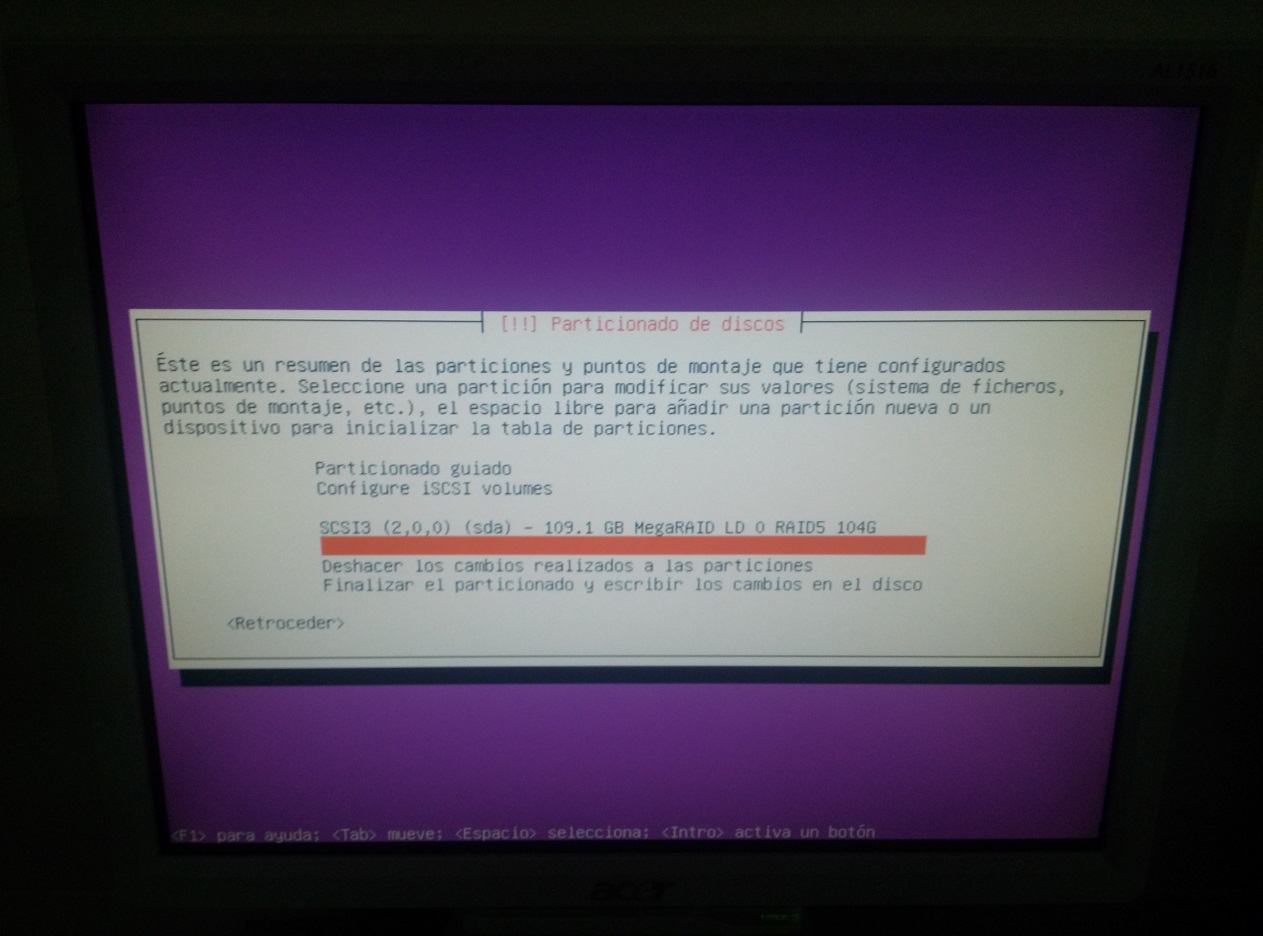 AL1516
[!!] Particionado de discos
Éste es un resumen de las particiones y puntos de montaje que tiene configurados
actualmente. Seleccione una partición para modificar sus valores (sistema de ficheros,
puntos de montaje, etc.), el espacio libre para añadir una partición nueva o un
dispositivo para inicializar la tabla de particiones.
Particionado guiado
Configure iSCSI volumes
SCSI3 (2,0,0) (sda) - 109.1 GB MegaRAID LD 0 RAID5 104G
Deshacer los cambios realizados a las particiones
Finalizar el particionado y escribir los cambios en el disco
<Retroceder>
<F1> para ayuda; <Tab> mueve; <Espacio> selecciona; <Intro> activa un botón
acer